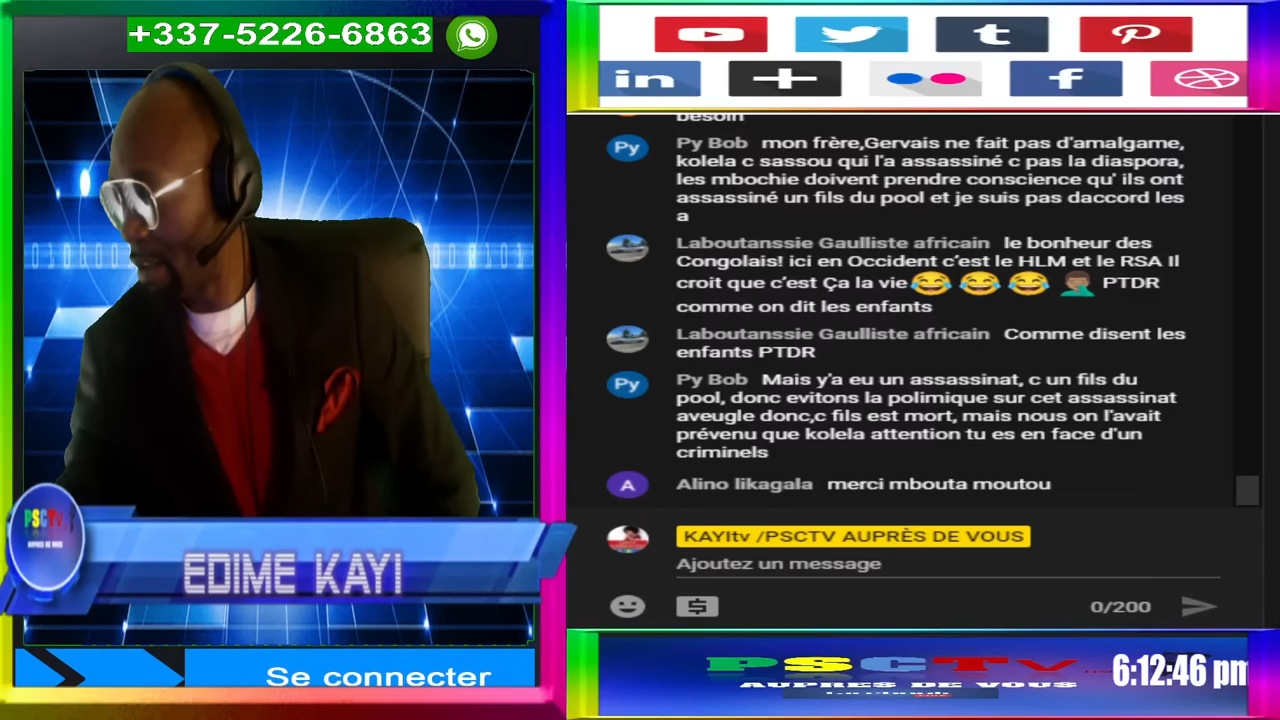 +337-5226-6863
PSCTV
AUPRÈS DE VOUS
EDIME KAYI
Se connecter
besoin
Py Bob mon frère,Gervais ne fait pas d'amalgame,
kolela c sassou qui l'a assassiné c pas la diaspora,
les mbochie doivent prendre conscience qu' ils ont
assassiné un fils du pool et je suis pas daccord les
a
Laboutanssie Gaulliste africain le bonheur des
Congolais! ici en Occident c'est le HLM et le RSA Il
croit que c'est Ça la vie😂 😂 😂 🤦🏽 PTDR
comme on dit les enfants
Laboutanssie Gaulliste africain Comme disent les
enfants PTDR
Py Bob Mais y'a eu un assassinat, c un fils du
pool, donc evitons la polimique sur cet assassinat
aveugle donc,c fils est mort, mais nous on l'avait
prévenu que kolela attention tu es en face d'un
criminels
A
Alino likagala merci mbouta moutou
KAYItv /PSCTV AUPRÈS DE VOUS
Ajoutez un message
0/200
PSCTV
AUPRES DE VOUS
6:12:46 pm